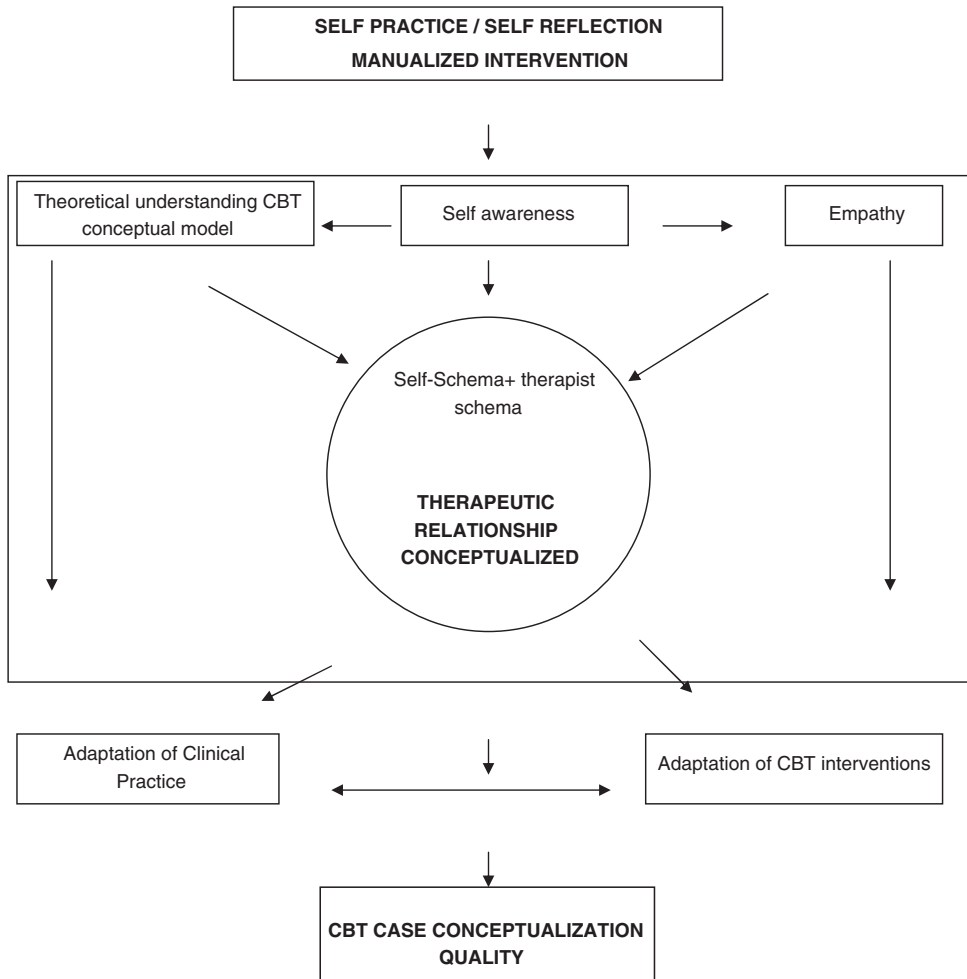 SELF PRACTICE / SELF REFLECTION
MANUALIZED INTERVENTION
Theoretical understanding CBT
conceptual model
Self awareness
Empathy
Self-Schema+ therapist
schema
THERAPEUTIC
RELATIONSHIP
CONCEPTUALIZED
Adaptation of Clinical
Practice
Adaptation of CBT interventions
CBT CASE CONCEPTUALIZATION
QUALITY